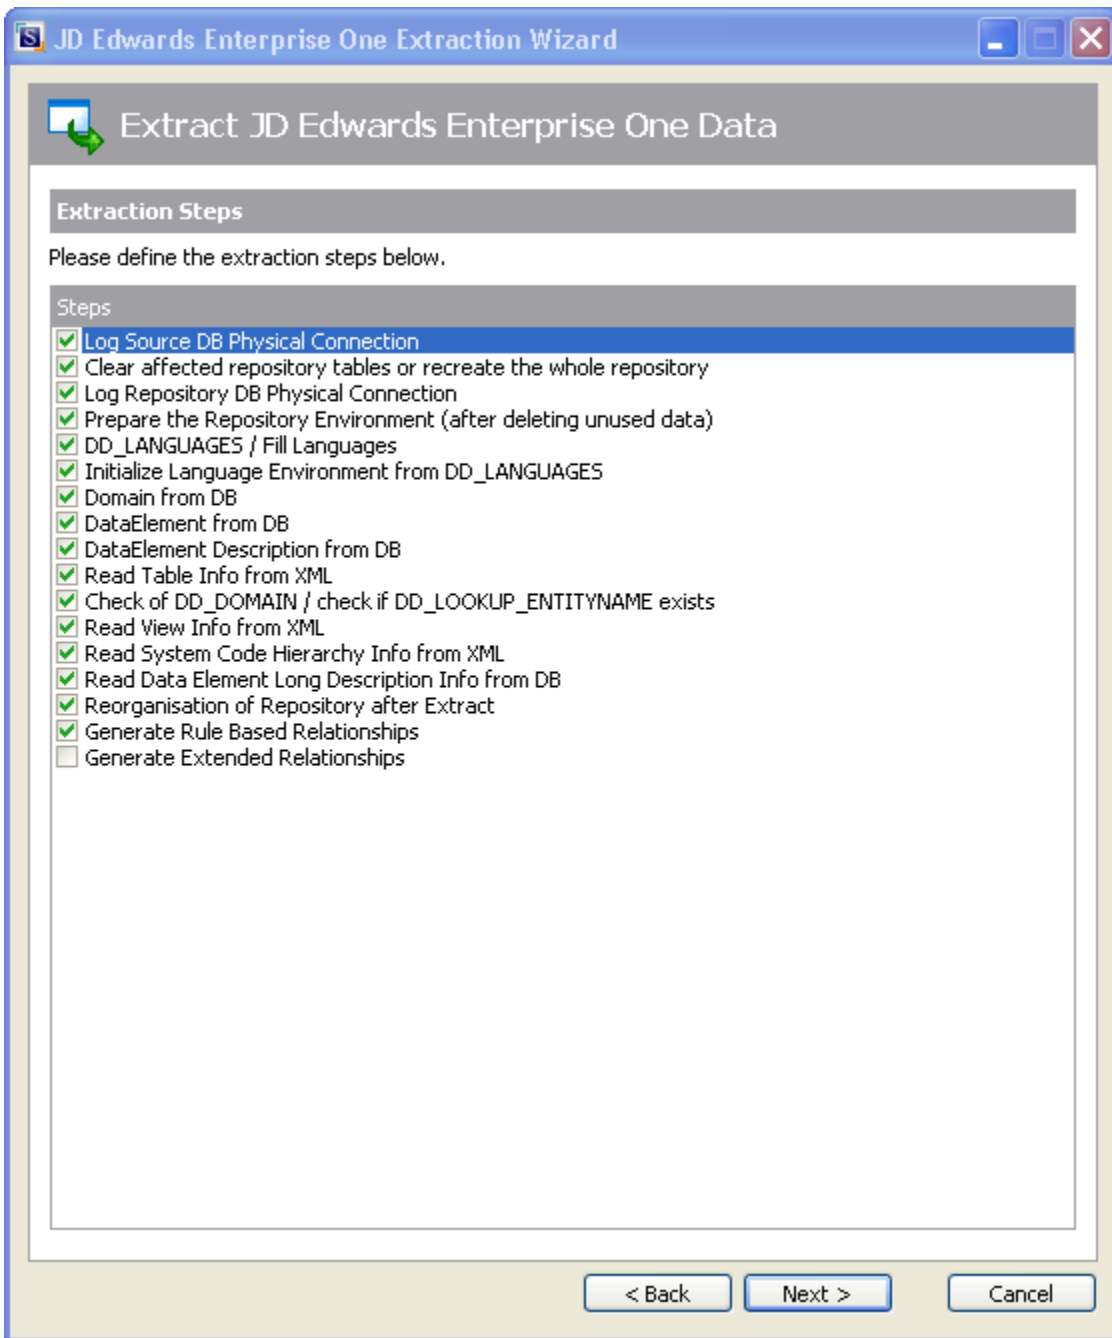 JD Edwards Enterprise One Extraction Wizard
Extract JD Edwards Enterprise One Data
Extraction Steps
Please define the extraction steps below.
Steps
Log Source DB Physical Connection
Clear affected repository tables or recreate the whole repository
Log Repository DB Physical Connection
Prepare the Repository Environment (after deleting unused data)
DD_LANGUAGES / Fill Languages
Initialize Language Environment from DD_LANGUAGES
Domain from DB
DataElement from DB
DataElement Description from DB
Read Table Info from XML
Check of DD_DOMAIN / check if DD_LOOKUP_ENTITYNAME exists
Read View Info from XML
Read System Code Hierarchy Info from XML
Read Data Element Long Description Info from DB
Reorganisation of Repository after Extract
Generate Rule Based Relationships
Generate Extended Relationships
< Back Next > Cancel